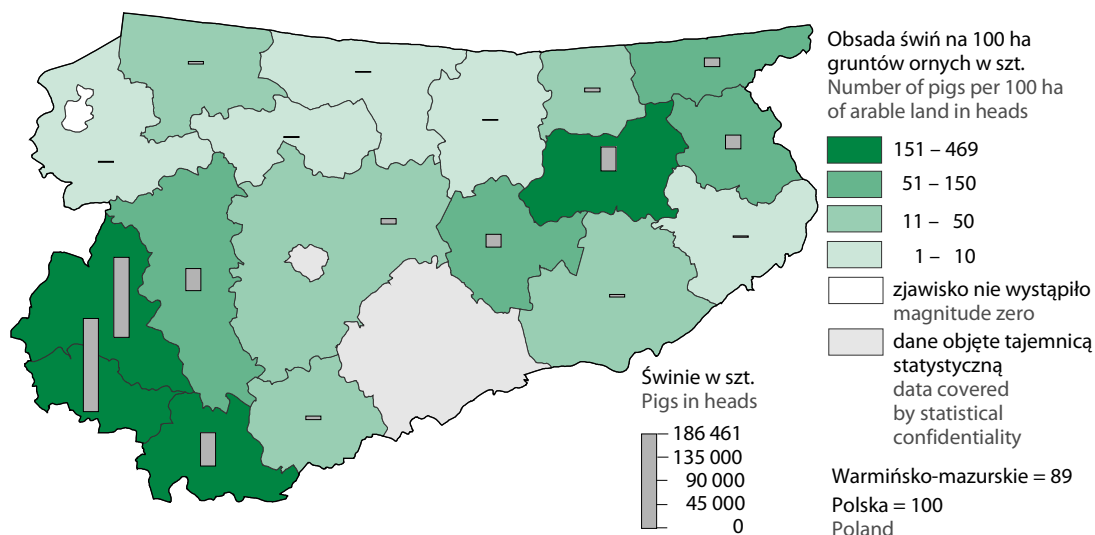 Obsada świń na 100 ha
gruntów ornych w szt.
Number of pigs per 100 ha
of arable land in heads
151 – 469
51 – 150
11 – 50
1 – 10
zjawisko nie wystąpiło
magnitude zero
dane objęte tajemnicą
statystyczną
data covered
by statistical
confidentiality
Świnie w szt.
Pigs in heads
186 461
135 000
90 000
45 000
0
Warmińsko-mazurskie = 89
Polska = 100
Poland